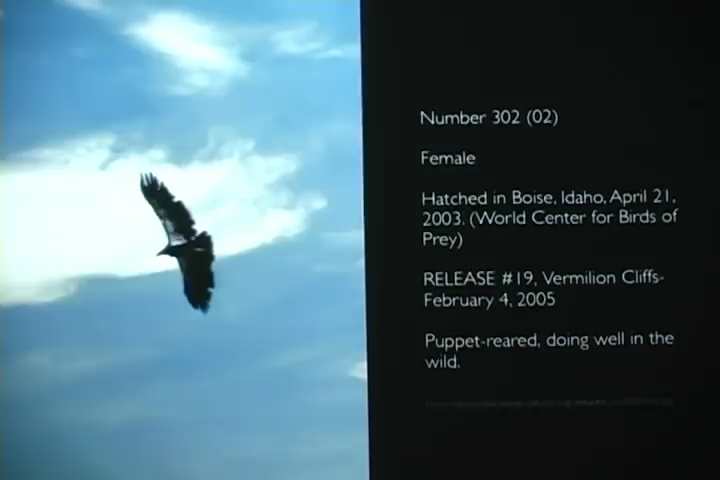 Number 302 (02)
Female
Hatched in Boise, Idaho, April 21,
2003. (World Center for Birds of
Prey)
RELEASE #19, Vermilion Cliffs-
February 4, 2005
Puppet-reared, doing well in the
wild.